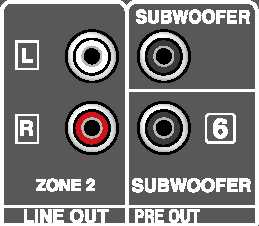 SUBWOOFER
L
R
6
ZONE 2
SUBWOOFER
LINE OUT
PRE OUT